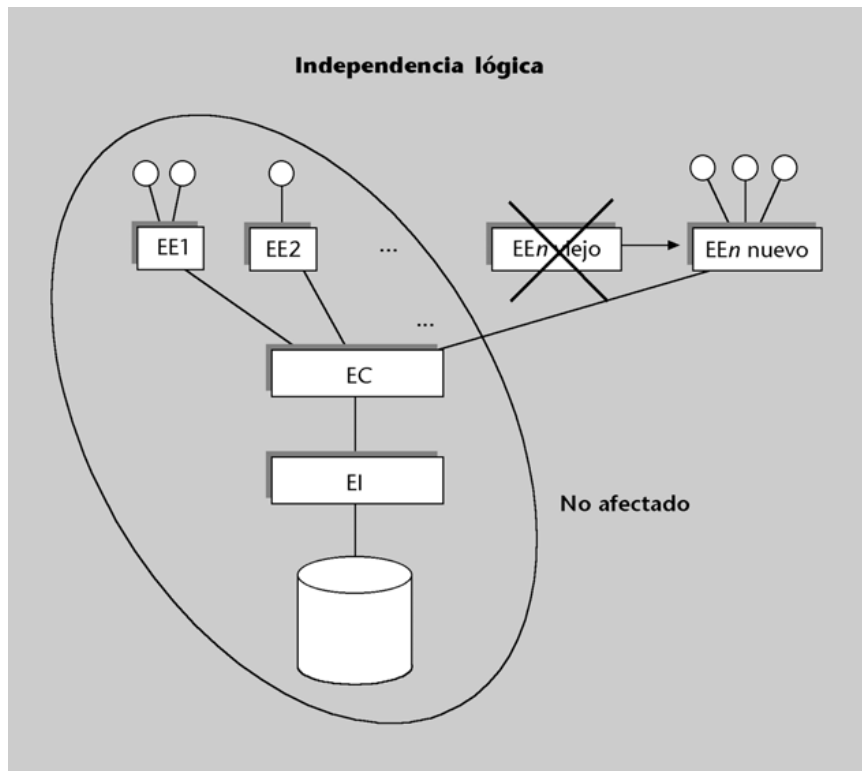 Independencia lógica
EE1
EE2
...
EEn viejo
EEn nuevo
...
EC
EI
No afectado